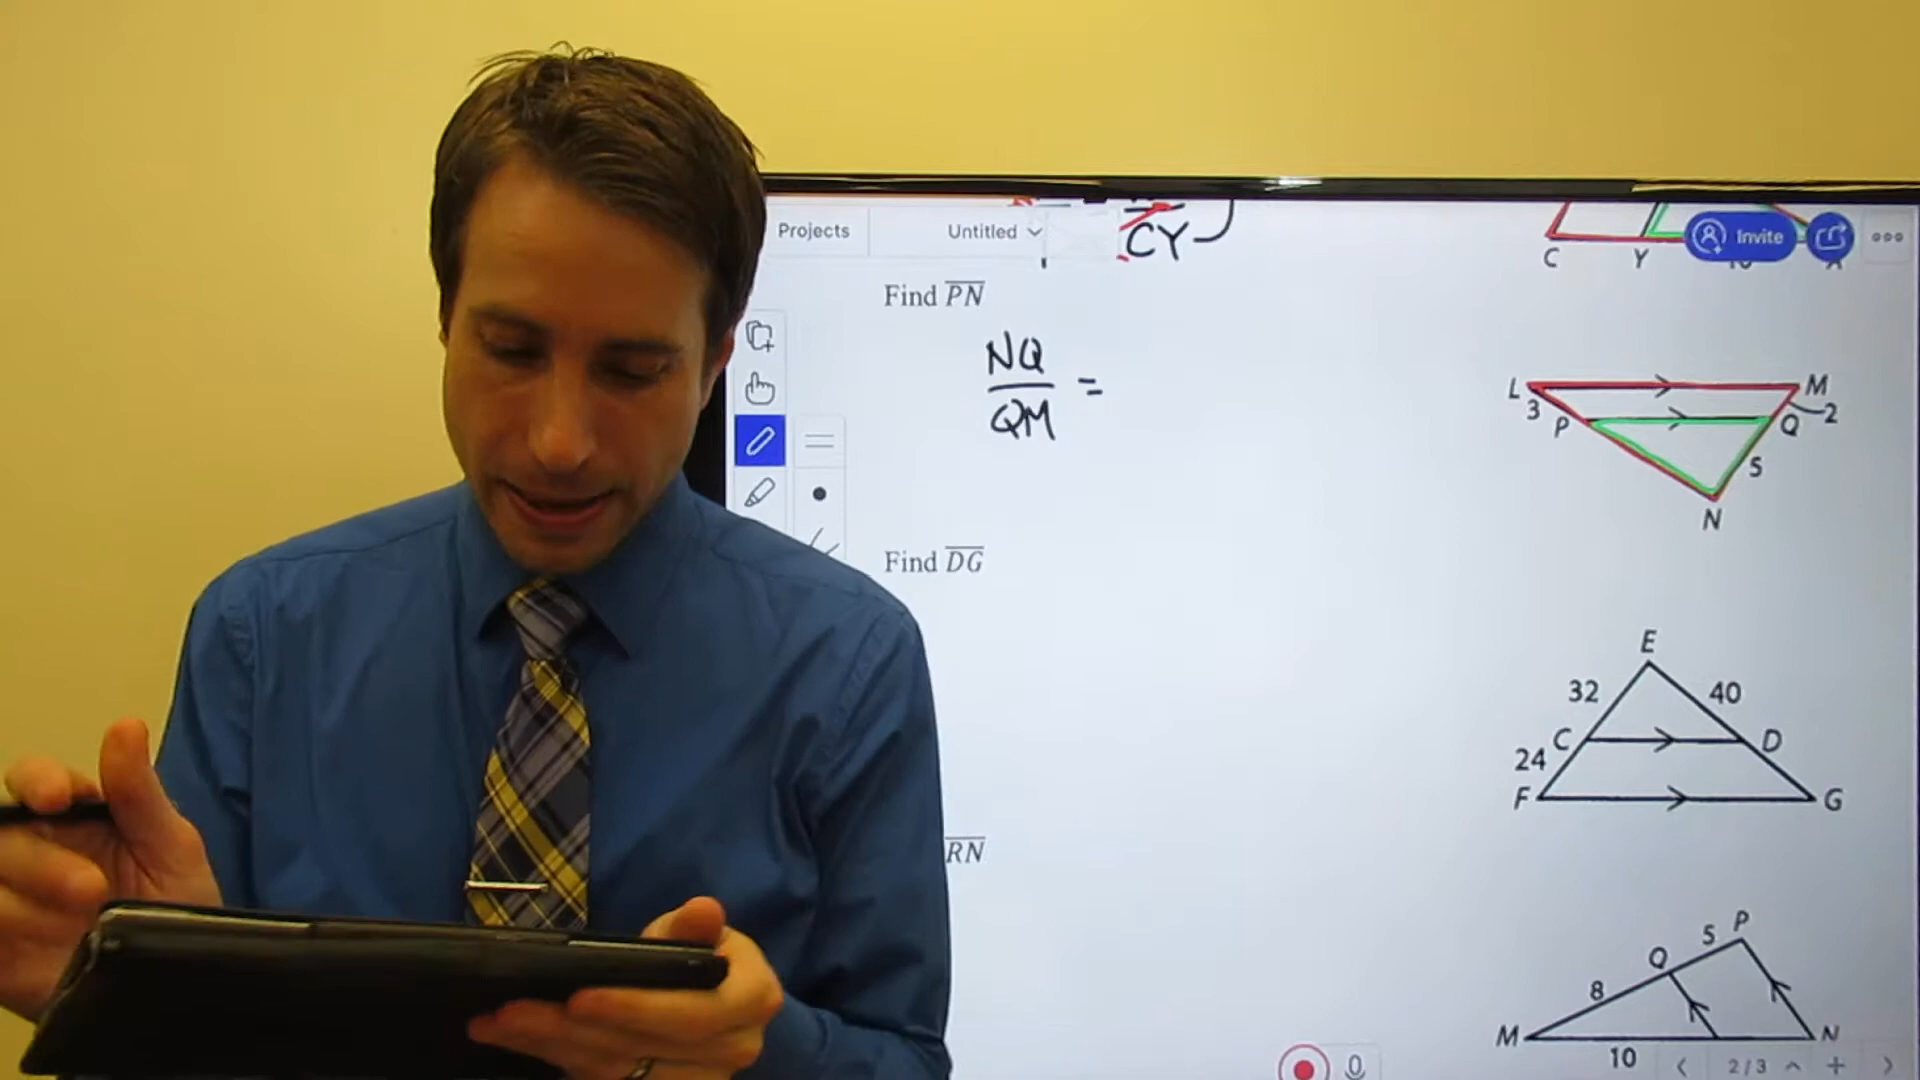 Projects
Untitled
CY
C
Y
Invite
Find PN
NQ
QM
=
L
M
3
P
Q
2
5
N
Find DG
E
32
40
C
D
24
F
G
RN
5
P
Q
8
M
N
10
2/3